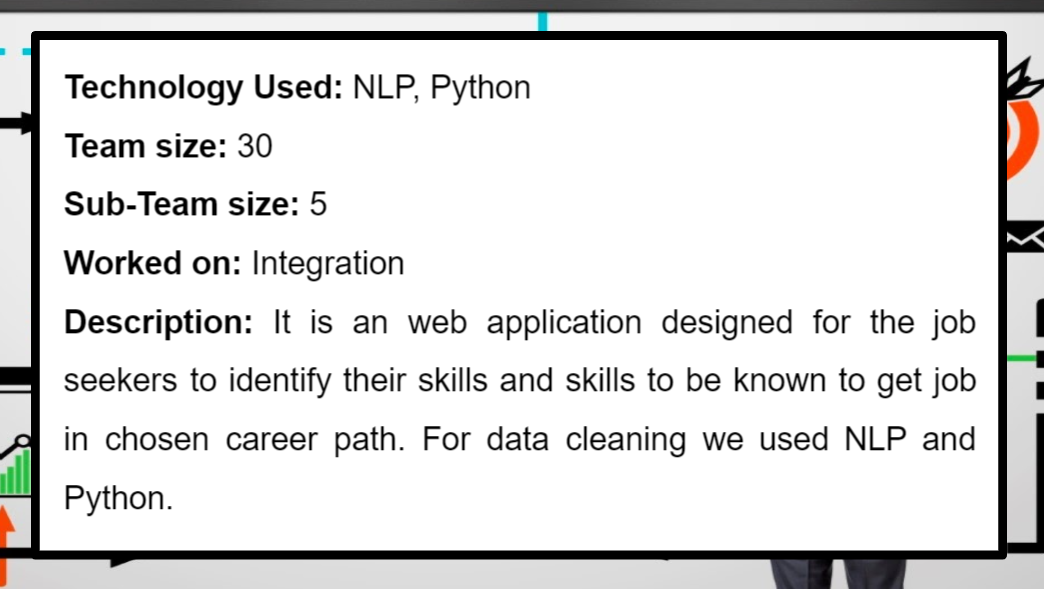 Technology Used: NLP, Python
Team size: 30
Sub-Team size: 5
Worked on: Integration
Description: It is an web application designed for the job
seekers to identify their skills and skills to be known to get job
in chosen career path. For data cleaning we used NLP and
Python.